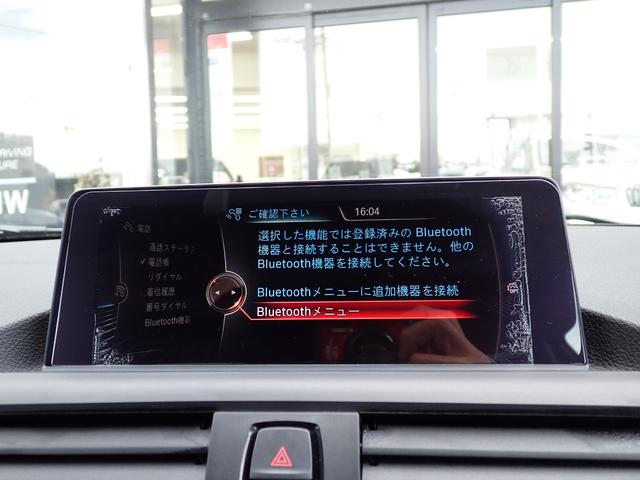 ご確認下さい 16:04
電話
通話ステータス
✓ 電話帳
リダイヤル
着信履歴
番号ダイヤル
Bluetooth機器
選択した機能では登録済みの Bluetooth
機器と接続することはできません。他の
Bluetooth機器を接続してください。
Bluetoothメニューに追加機器を接続
Bluetoothメニュー
OFF